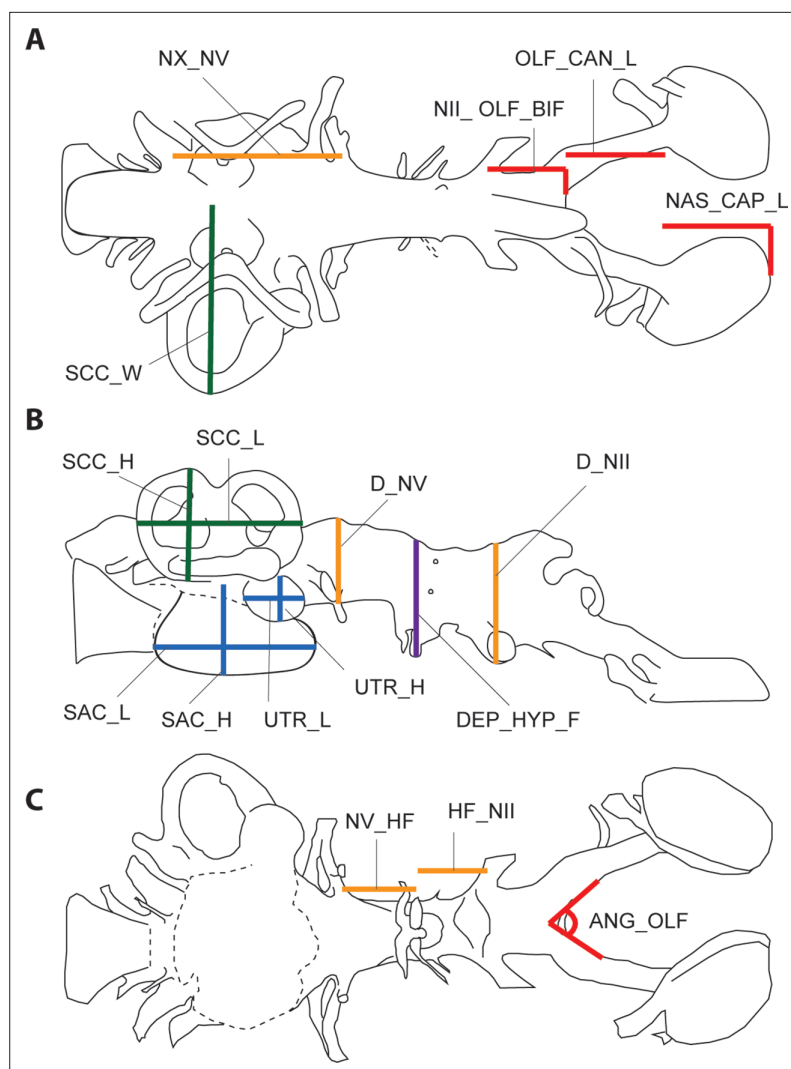 A
NX_NV
OLF_CAN_L
NII_ OLF_BIF
NAS_CAP_L
SCC_W
B
SCC_L
SCC_H
D_NV
D_NII
UTR_H
SAC_L
SAC_H
UTR_L
DEP_HYP_F
C
NV_HF
HF_NII
ANG_OLF